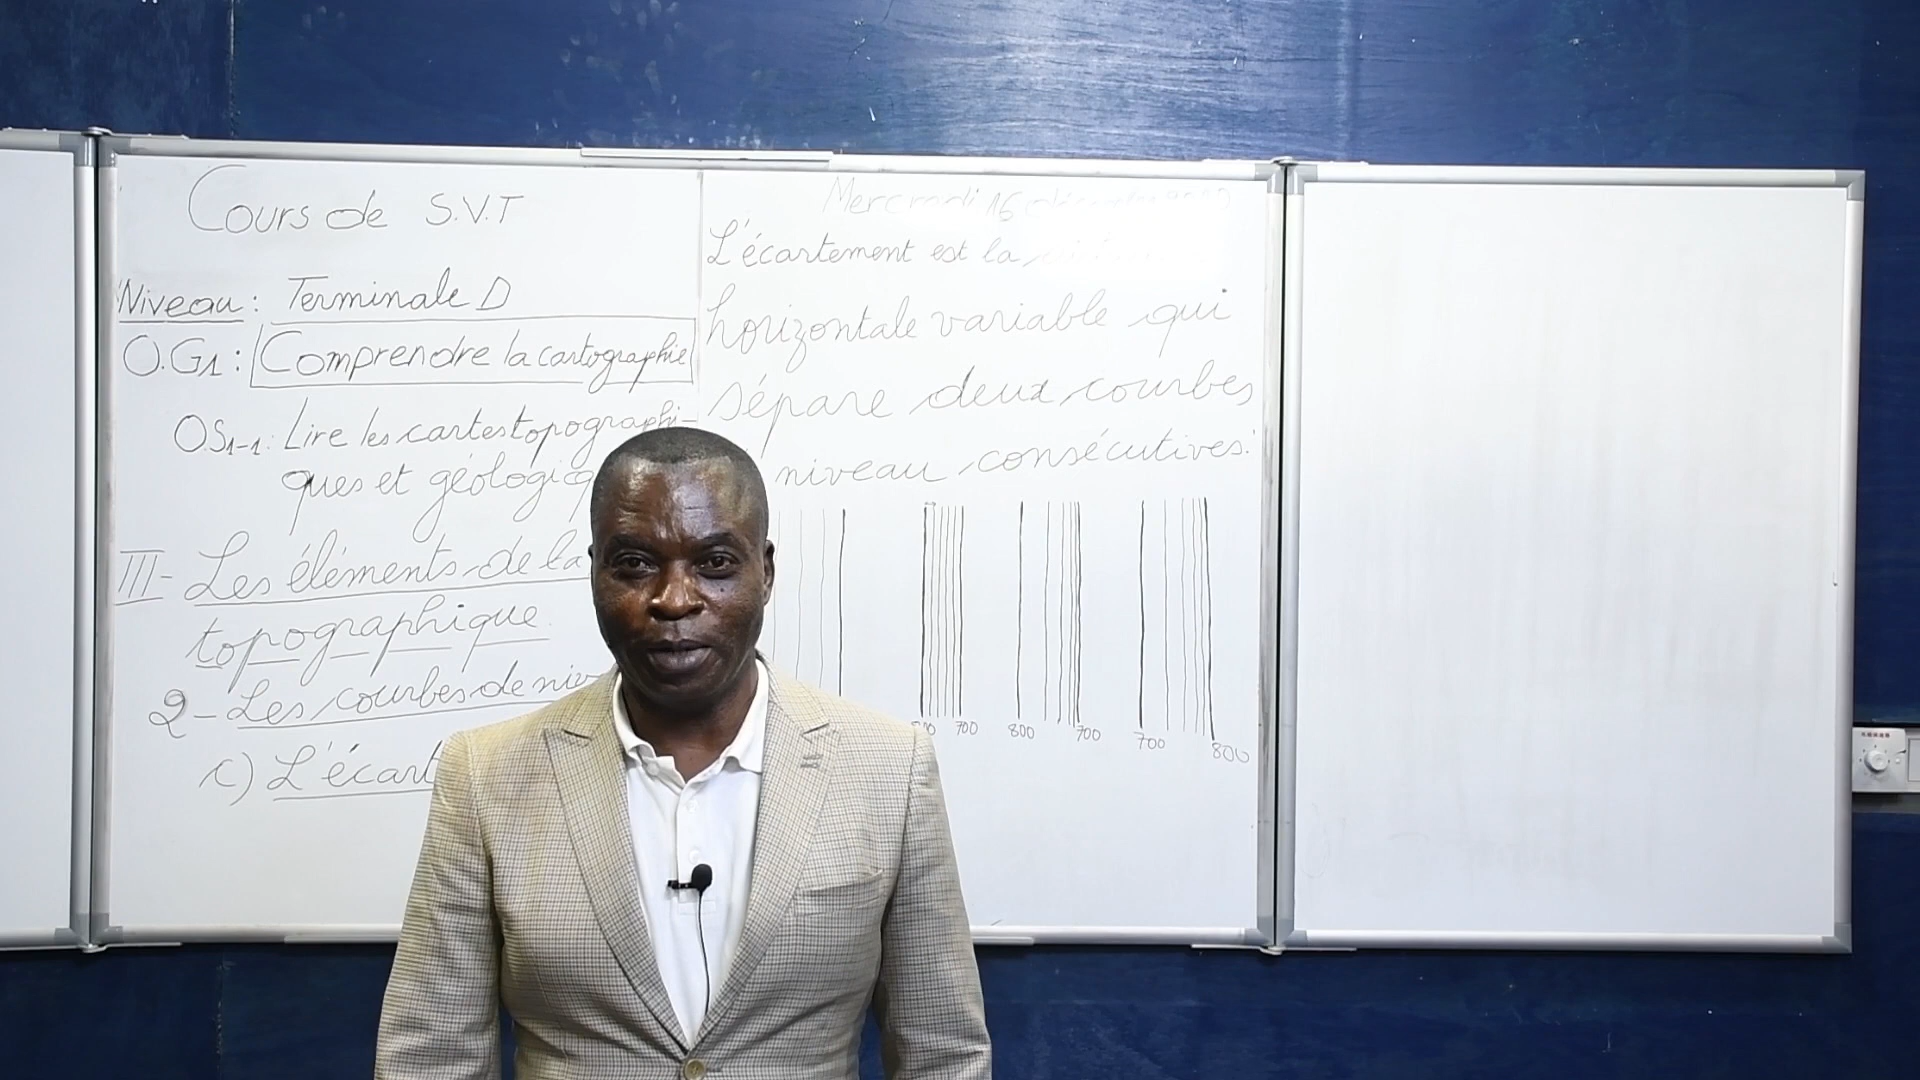 Cours de S.V.T
Niveau: Terminale D
O.G1: Comprendre la cartographie
OS1-1: Lire les cartes topographi-
ques et géologiq
III- Les éléments de la
topographique
2- Les courbes de niv
c) L'écart
Mercredi 16
L'écartement est la
horizontale variable qui
sépare deux courbes
niveau consécutives.
700 800 700 700 800